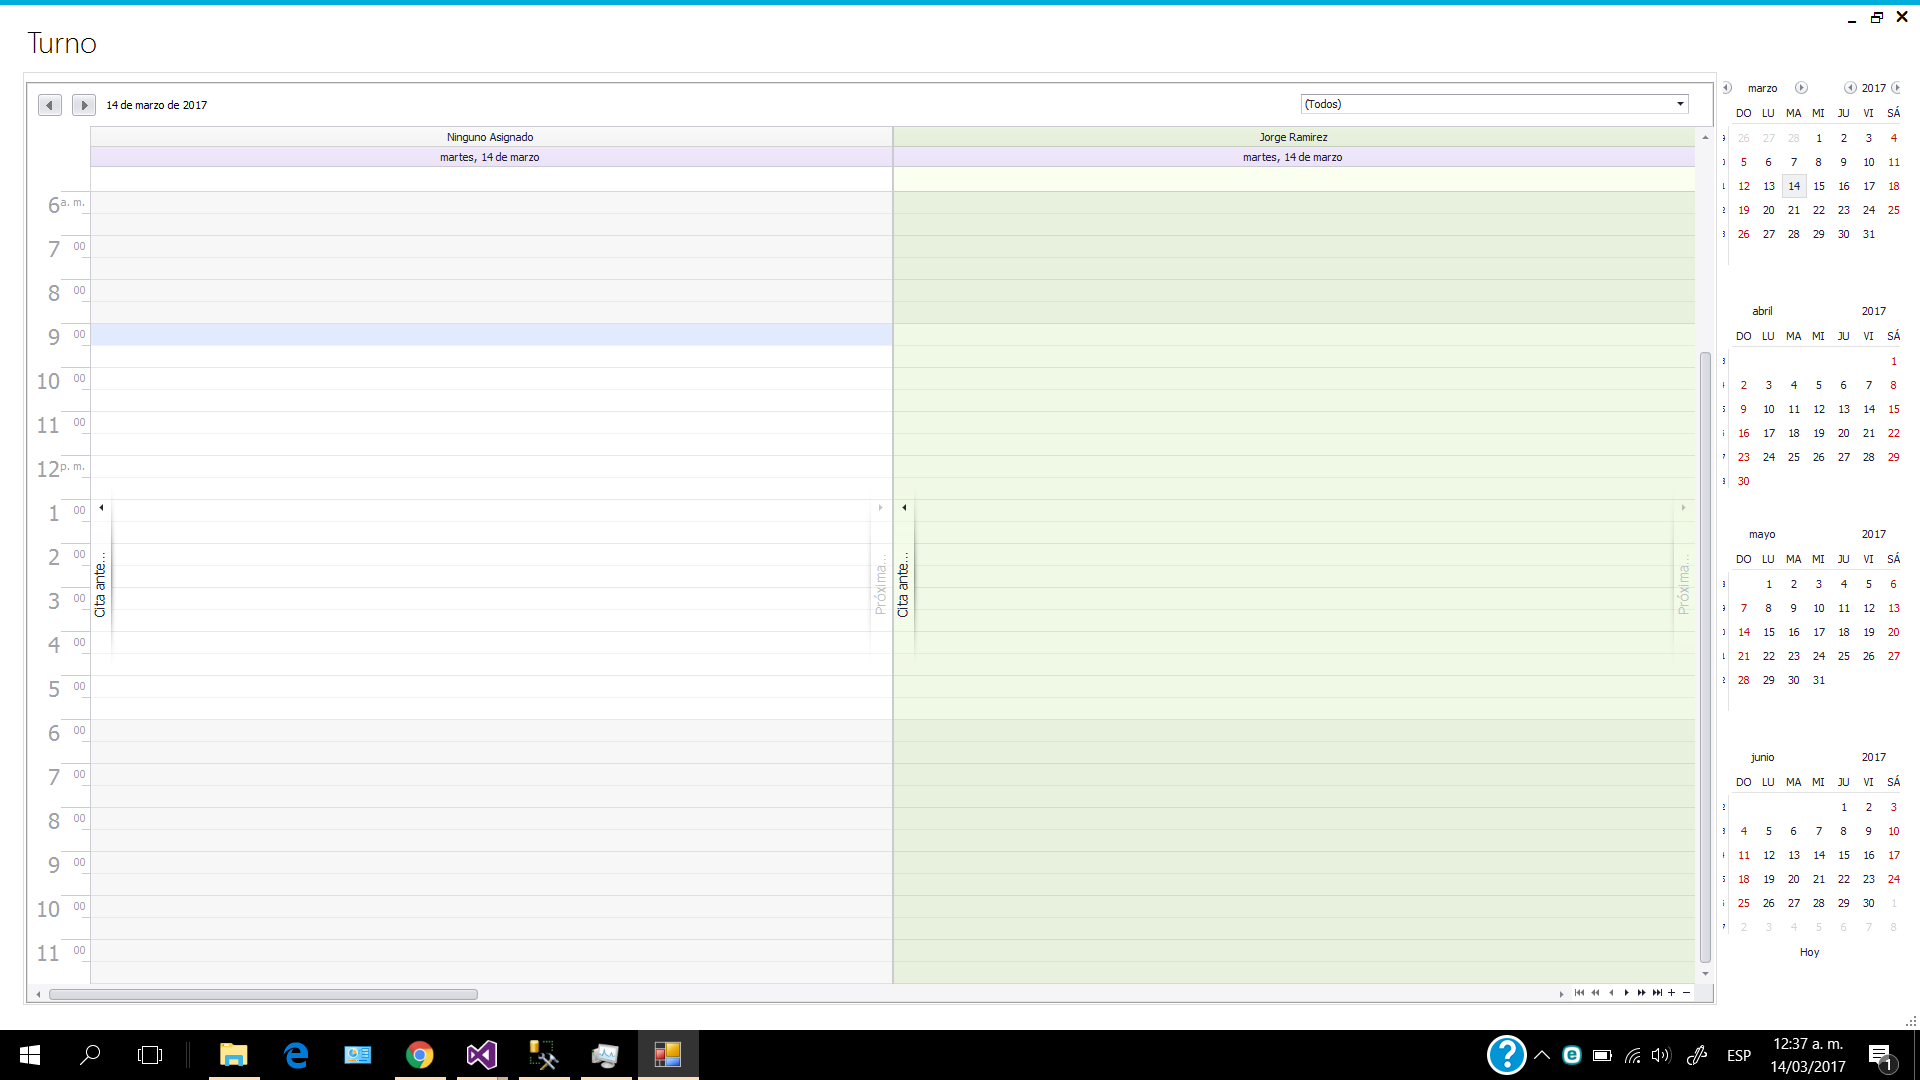 Turno
14 de marzo de 2017
(Todos)
Ninguno Asignado
Jorge Ramirez
martes, 14 de marzo
martes, 14 de marzo
6 a. m.
7 00
8 00
9 00
10 00
11 00
12 p. m.
1 00
2 00
3 00
4 00
5 00
6 00
7 00
8 00
9 00
10 00
11 00
Cita ante...
Próxima...
Cita ante...
Próxima...
marzo 2017
DO LU MA MI JU VI SÁ
26 27 28 1 2 3 4
5 6 7 8 9 10 11
12 13 14 15 16 17 18
19 20 21 22 23 24 25
26 27 28 29 30 31
abril 2017
DO LU MA MI JU VI SÁ
1
2 3 4 5 6 7 8
9 10 11 12 13 14 15
16 17 18 19 20 21 22
23 24 25 26 27 28 29
30
mayo 2017
DO LU MA MI JU VI SÁ
1 2 3 4 5 6
7 8 9 10 11 12 13
14 15 16 17 18 19 20
21 22 23 24 25 26 27
28 29 30 31
junio 2017
DO LU MA MI JU VI SÁ
1 2 3
4 5 6 7 8 9 10
11 12 13 14 15 16 17
18 19 20 21 22 23 24
25 26 27 28 29 30 1
2 3 4 5 6 7 8
Hoy
ESP
12:37 a. m.
14/03/2017
1